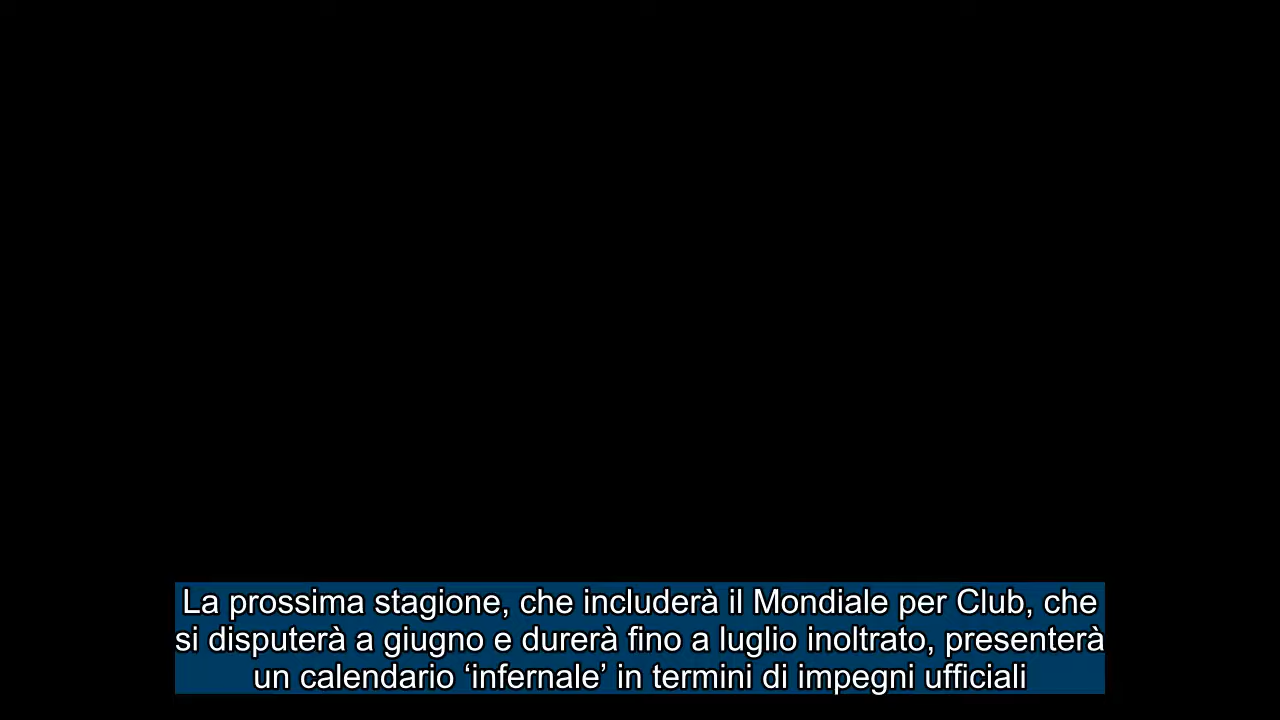 La prossima stagione, che includerà il Mondiale per Club, che
si disputerà a giugno e durerà fino a luglio inoltrato, presenterà
un calendario ‘infernale’ in termini di impegni ufficiali